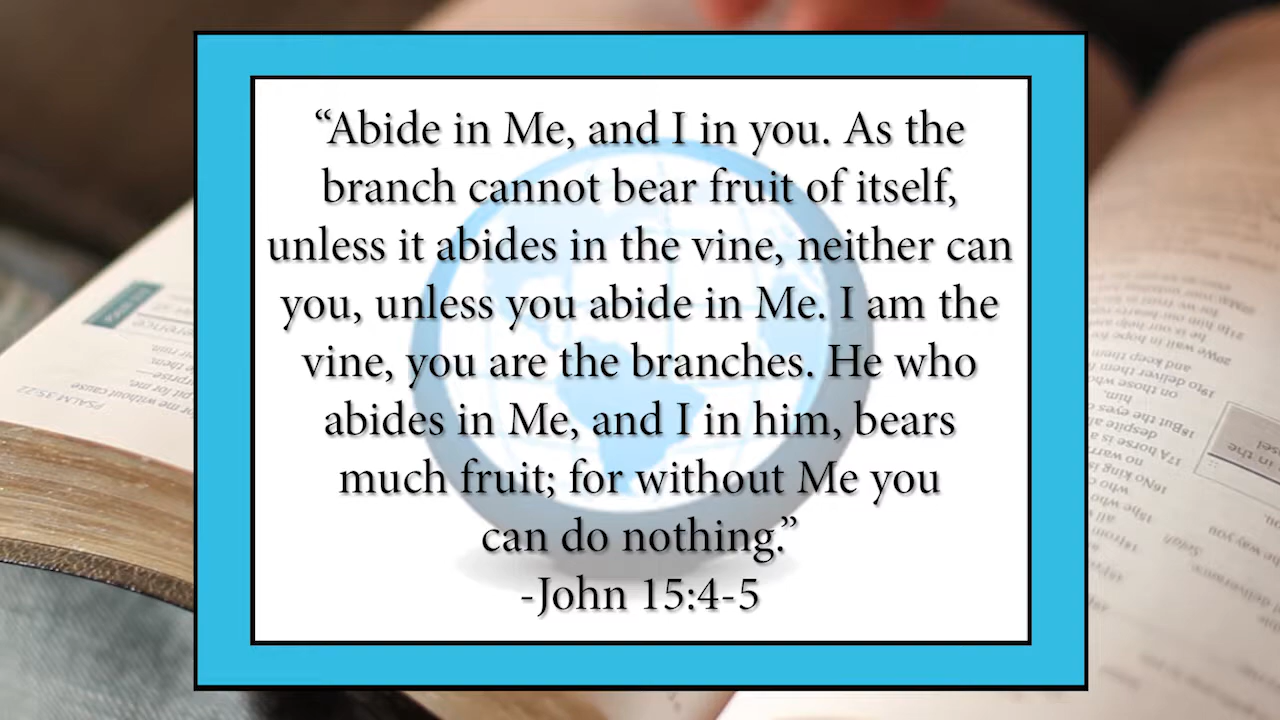 “Abide in Me, and I in you. As the
branch cannot bear fruit of itself,
unless it abides in the vine, neither can
you, unless you abide in Me. I am the
vine, you are the branches. He who
abides in Me, and I in him, bears
much fruit; for without Me you
can do nothing.”
-John 15:4-5
PSALM 35:22